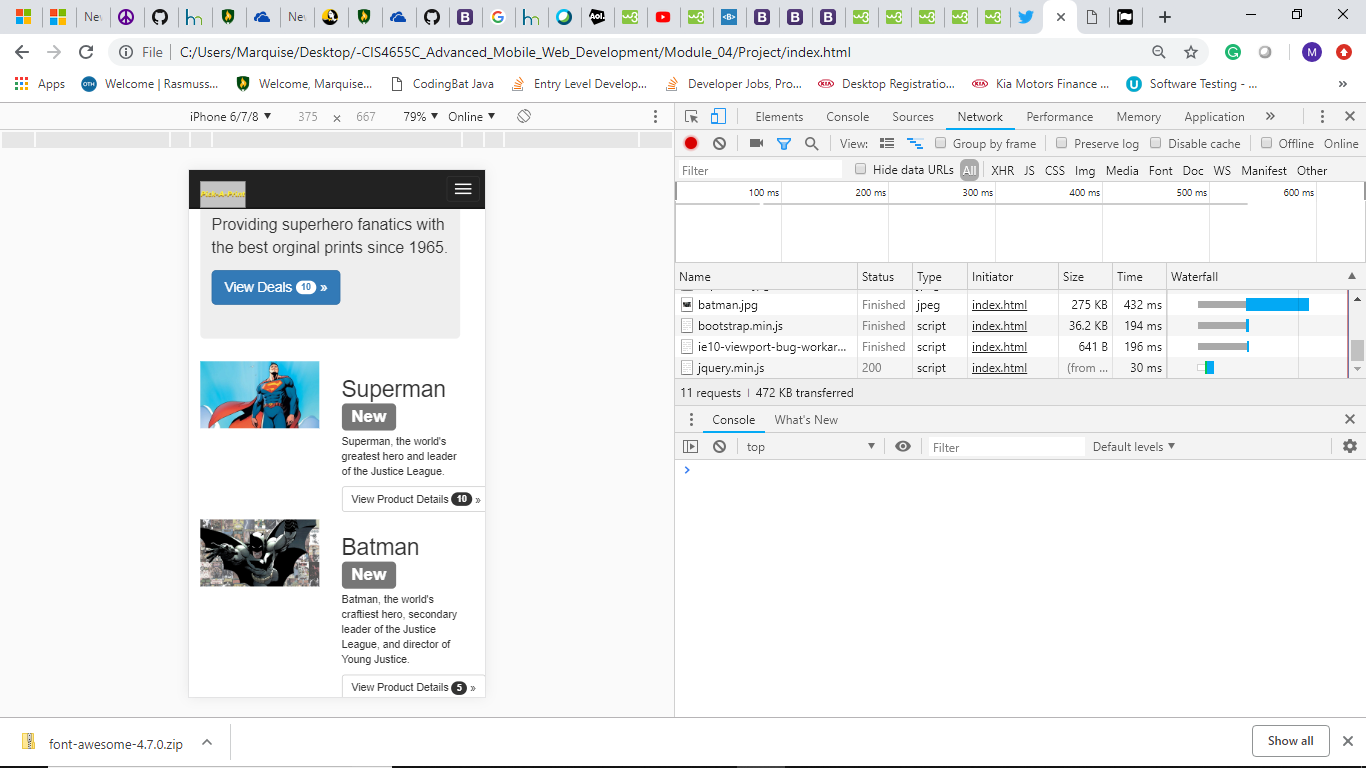 Nev
Nev
G
Aol.
<B>
File
C:/Users/Marquise/Desktop/-CIS4655C_Advanced_Mobile_Web_Development/Module_04/Project/index.html
M
Apps
OTH
Welcome | Rasmuss...
Welcome, Marquise...
CodingBat Java
Entry Level Develop...
Developer Jobs, Pro...
KIA
Desktop Registratio...
KIA
Kia Motors Finance ...
Software Testing - ...
»
iPhone 6/7/8 ▼ 375 × 667 79% ▼ Online ▼
Elements Console Sources Network Performance Memory Application »
View: Group by frame Preserve log Disable cache Offline Online
Filter Hide data URLs All XHR JS CSS Img Media Font Doc WS Manifest Other
100 ms 200 ms 300 ms 400 ms 500 ms 600 ms
Name Status Type Initiator Size Time Waterfall
batman.jpg Finished jpeg index.html 275 KB 432 ms
bootstrap.min.js Finished script index.html 36.2 KB 194 ms
ie10-viewport-bug-workar... Finished script index.html 641 B 196 ms
jquery.min.js 200 script index.html (from ... 30 ms
11 requests | 472 KB transferred
Console What's New
top Filter Default levels ▼
Pick-A-Print
Providing superhero fanatics with
the best orginal prints since 1965.
View Deals 10 »
Superman
New
Superman, the world's
greatest hero and leader
of the Justice League.
View Product Details 10 »
Batman
New
Batman, the world's
craftiest hero, secondary
leader of the Justice
League, and director of
Young Justice.
View Product Details 5 »
font-awesome-4.7.0.zip
Show all